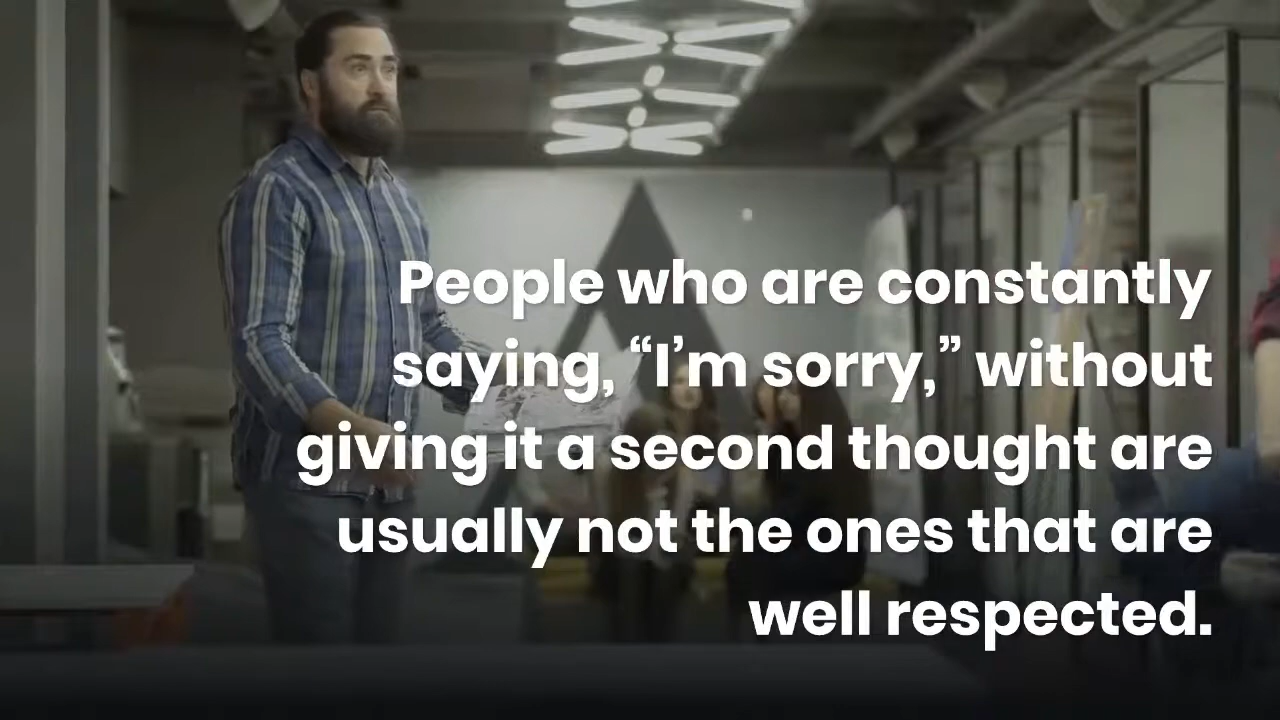 People who are constantly
saying, “I’m sorry,” without
giving it a second thought are
usually not the ones that are
well respected.